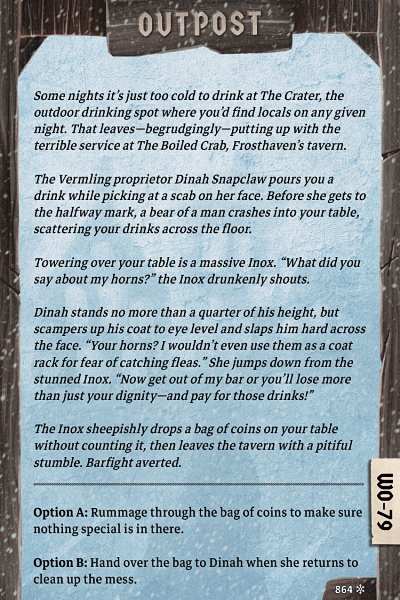 OUTPOST
Some nights it's just too cold to drink at The Crater, the
outdoor drinking spot where you'd find locals on any given
night. That leaves—begrudgingly—putting up with the
terrible service at The Boiled Crab, Frosthaven's tavern.
The Vermling proprietor Dinah Snapclaw pours you a
drink while picking at a scab on her face. Before she gets to
the halfway mark, a bear of a man crashes into your table,
scattering your drinks across the floor.
Towering over your table is a massive Inox. “What did you
say about my horns?” the Inox drunkenly shouts.
Dinah stands no more than a quarter of his height, but
scampers up his coat to eye level and slaps him hard across
the face. “Your horns? I wouldn't even use them as a coat
rack for fear of catching fleas.” She jumps down from the
stunned Inox. “Now get out of my bar or you'll lose more
than just your dignity—and pay for those drinks!”
The Inox sheepishly drops a bag of coins on your table
without counting it, then leaves the tavern with a pitiful
stumble. Barfight averted.
Option A: Rummage through the bag of coins to make sure
nothing special is in there.
Option B: Hand over the bag to Dinah when she returns to
clean up the mess.
WO-79
864